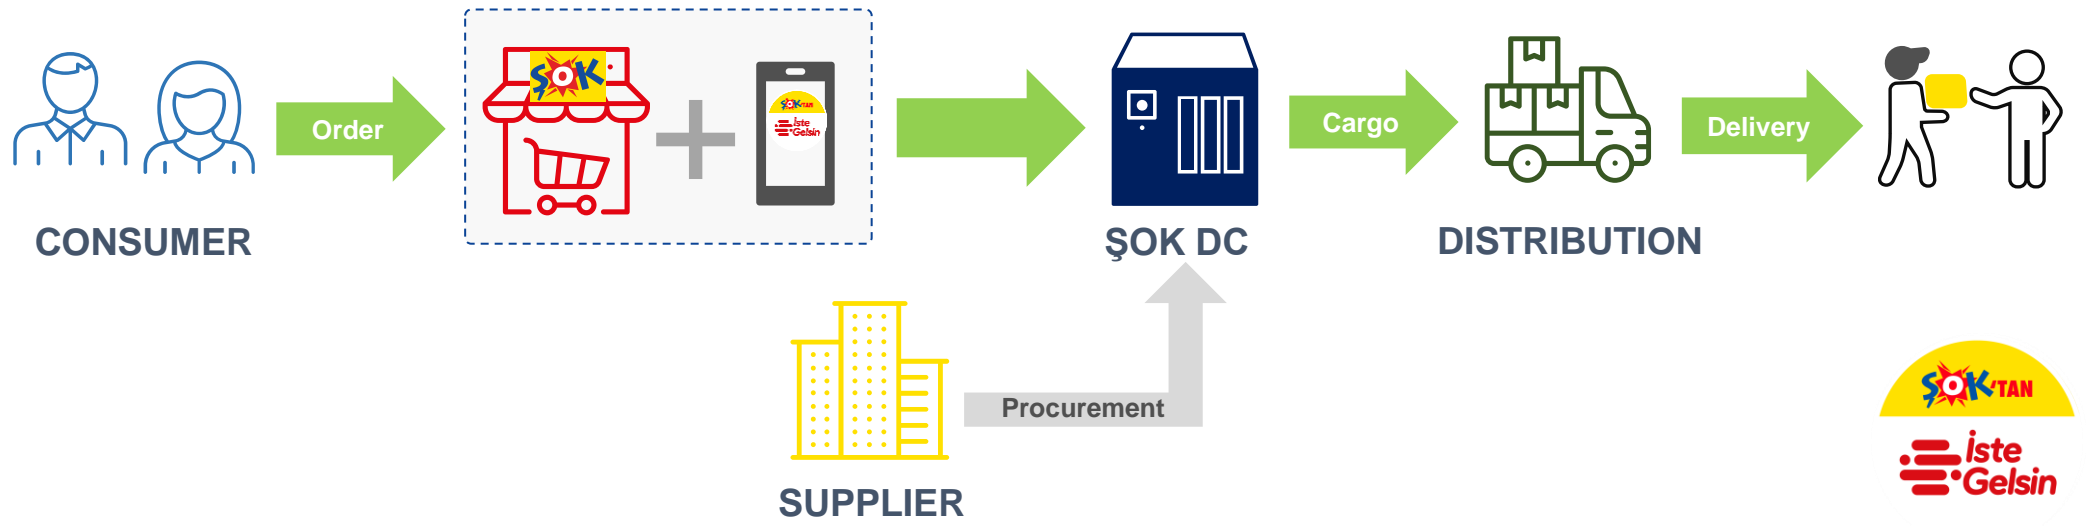 Order
ŞOK
ŞOK'TAN
İste
Gelsin
Cargo
Delivery
CONSUMER
ŞOK DC
DISTRIBUTION
Procurement
SUPPLIER
ŞOK'TAN
İste
Gelsin